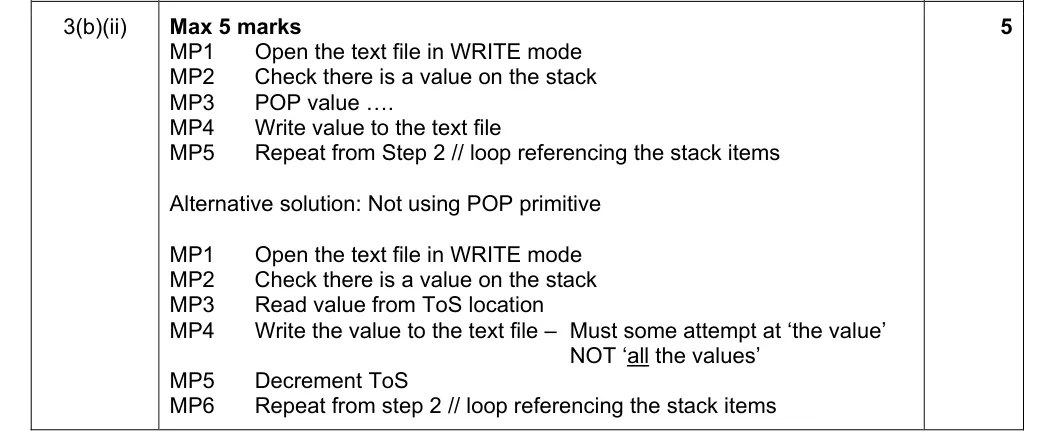 3(b)(ii) Max 5 marks 5
MP1 Open the text file in WRITE mode
MP2 Check there is a value on the stack
MP3 POP value ….
MP4 Write value to the text file
MP5 Repeat from Step 2 // loop referencing the stack items
Alternative solution: Not using POP primitive
MP1 Open the text file in WRITE mode
MP2 Check there is a value on the stack
MP3 Read value from ToS location
MP4 Write the value to the text file – Must some attempt at ‘the value’
NOT ‘all the values’
MP5 Decrement ToS
MP6 Repeat from step 2 // loop referencing the stack items